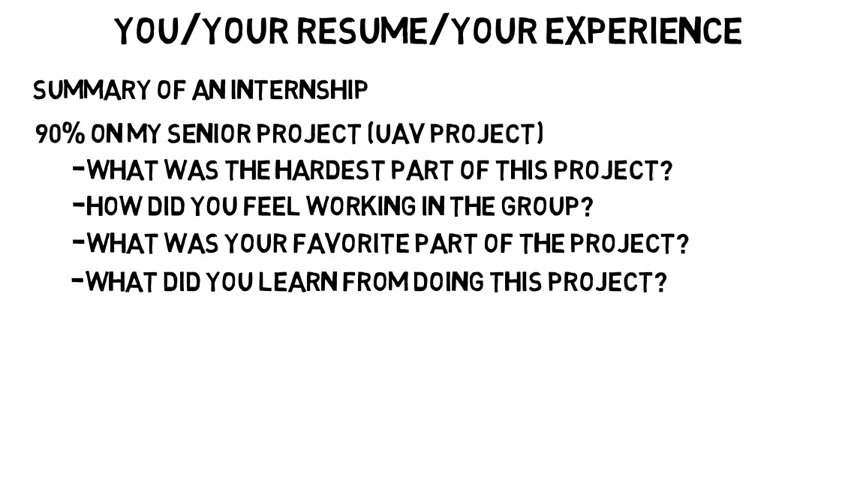 YOU/YOUR RESUME/YOUR EXPERIENCE
SUMMARY OF AN INTERNSHIP
90% ON MY SENIOR PROJECT (UAV PROJECT)
-WHAT WAS THE HARDEST PART OF THIS PROJECT?
-HOW DID YOU FEEL WORKING IN THE GROUP?
-WHAT WAS YOUR FAVORITE PART OF THE PROJECT?
-WHAT DID YOU LEARN FROM DOING THIS PROJECT?